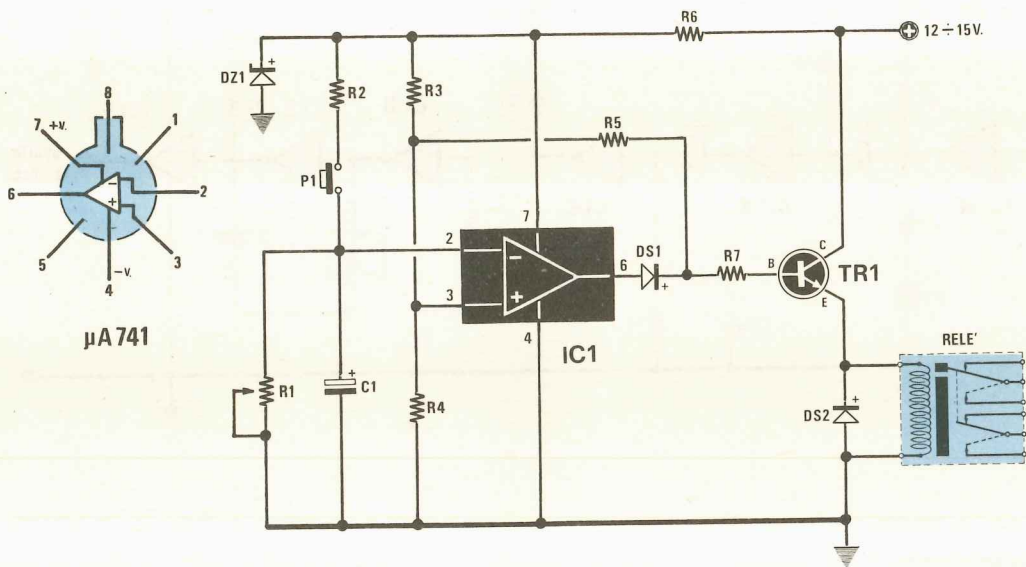 R6
12 ÷ 15V.
DZ1
+
R2
R3
8
7 +v.
1
R5
P1
6
-
+
2
7
2
-
6
DS1
+
R7
B
C
TR1
E
5
4
-v.
3
3
+
4
IC1
µA 741
RELE'
R1
+
C1
R4
DS2
+